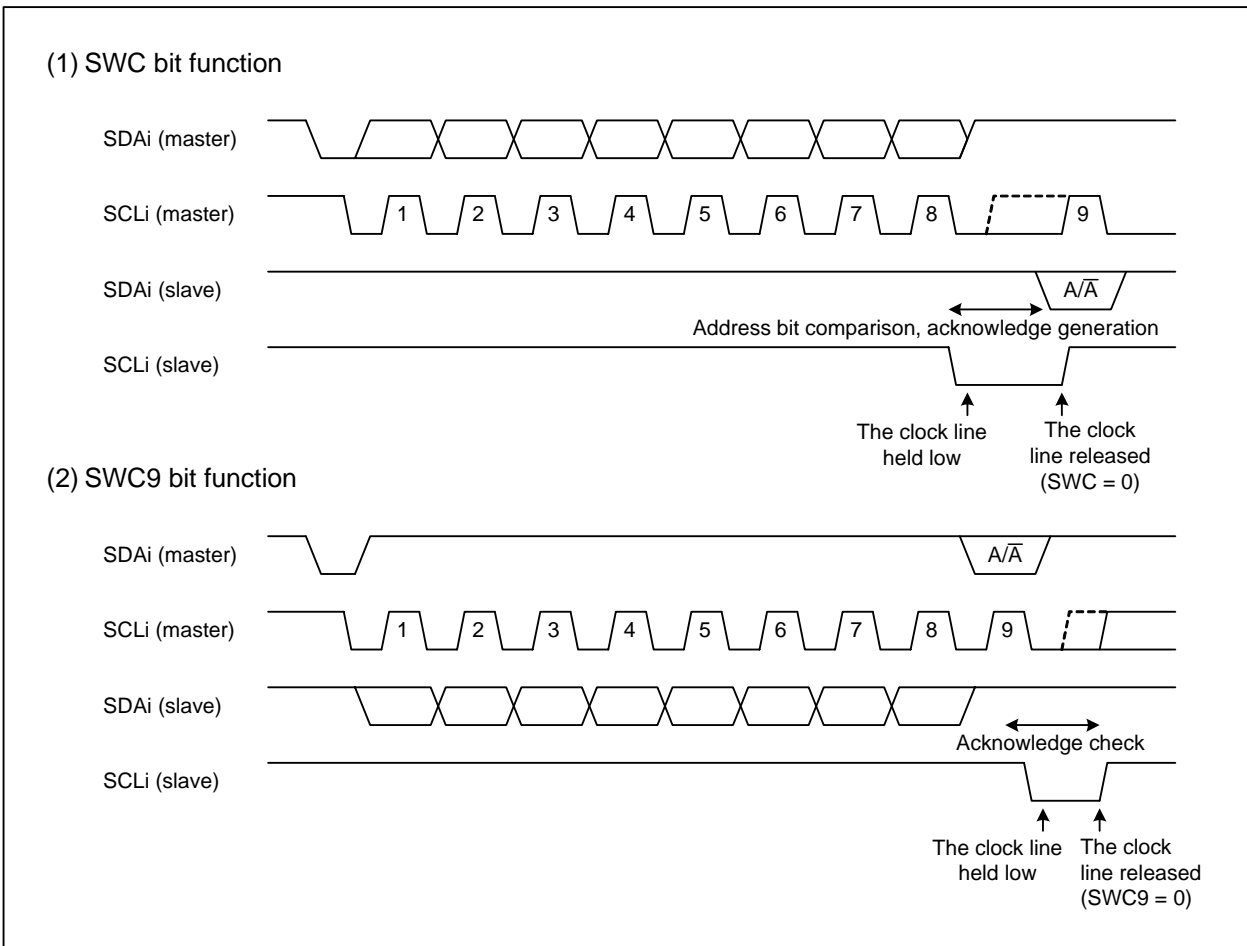 (1) SWC bit function
SDAi (master)
SCLi (master)
1 2 3 4 5 6 7 8 9
SDAi (slave)
A/A̅
Address bit comparison, acknowledge generation
SCLi (slave)
The clock line
held low
The clock
line released
(SWC = 0)
(2) SWC9 bit function
SDAi (master)
A/A̅
SCLi (master)
1 2 3 4 5 6 7 8 9
SDAi (slave)
Acknowledge check
SCLi (slave)
The clock line
held low
The clock
line released
(SWC9 = 0)